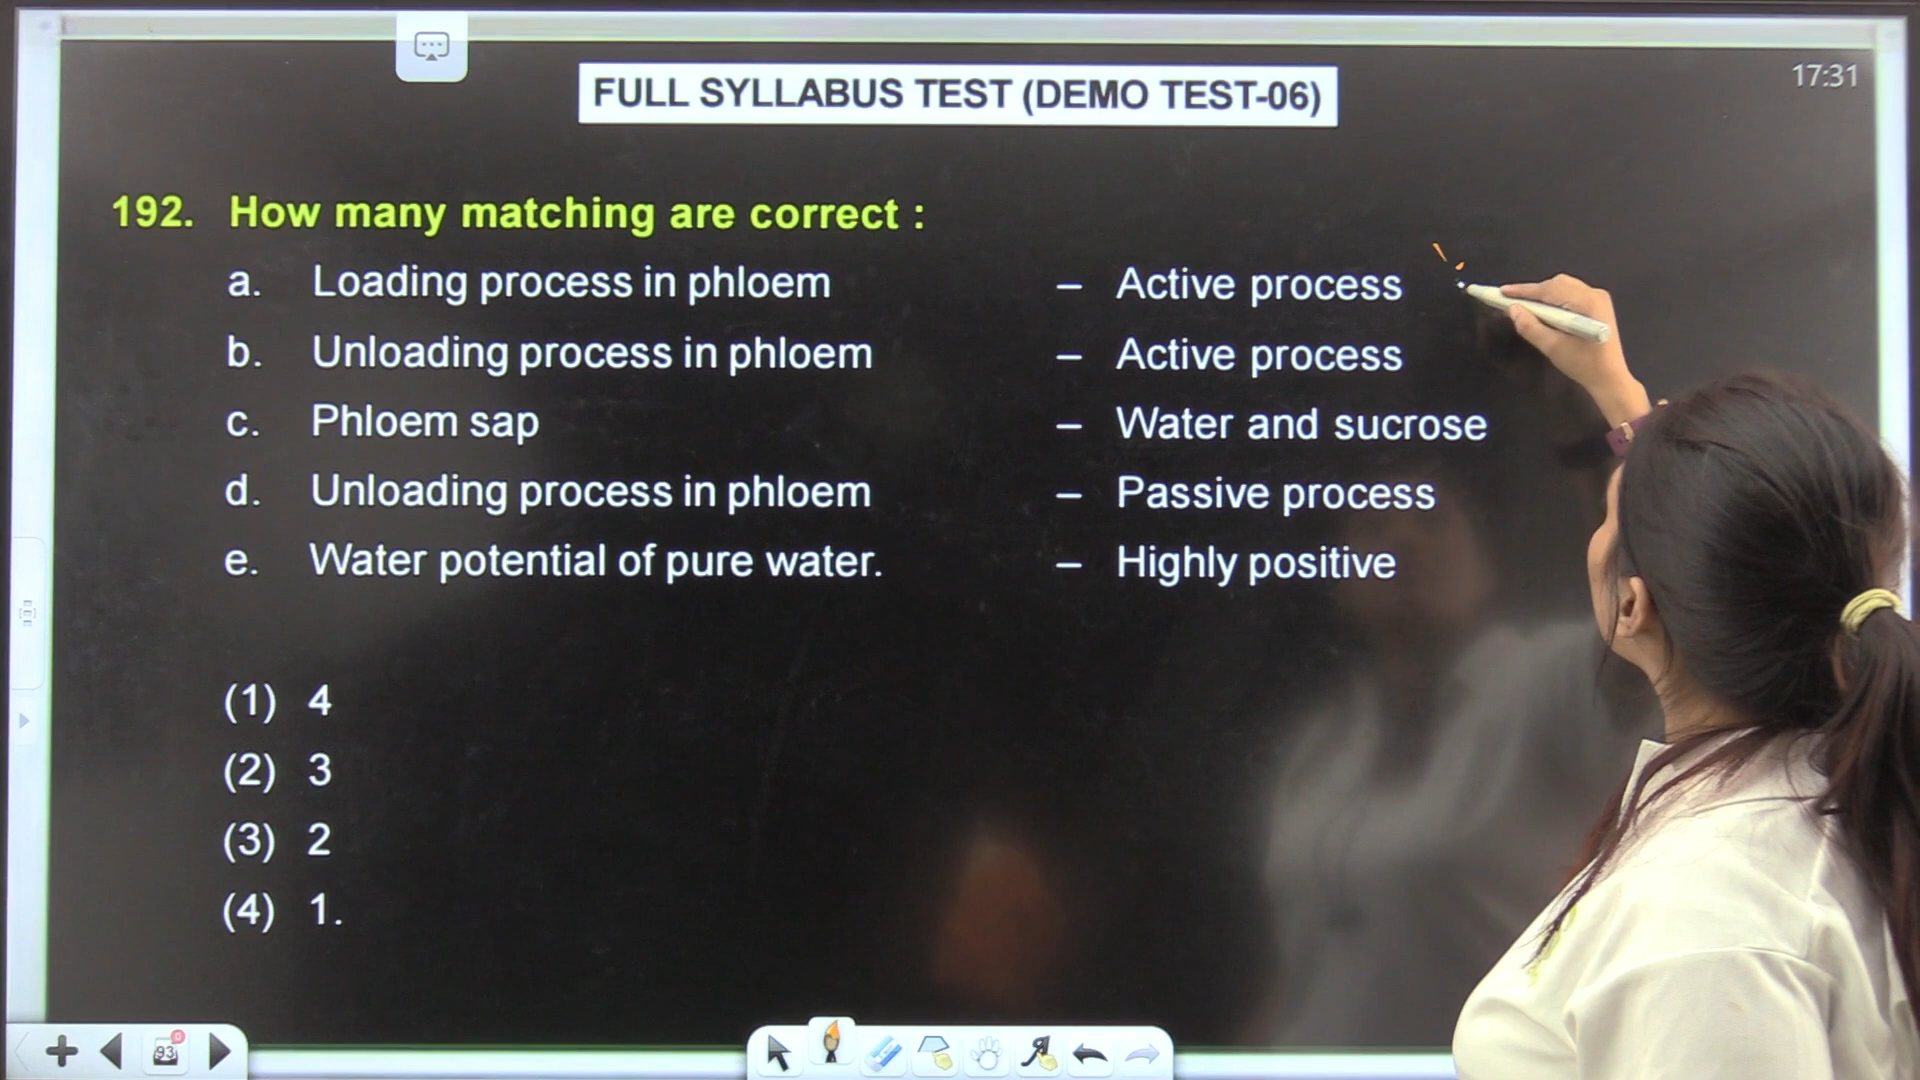 17:31
FULL SYLLABUS TEST (DEMO TEST-06)
192. How many matching are correct :
a. Loading process in phloem – Active process
b. Unloading process in phloem – Active process
c. Phloem sap – Water and sucrose
d. Unloading process in phloem – Passive process
e. Water potential of pure water. – Highly positive
(1) 4
(2) 3
(3) 2
(4) 1.
93
0